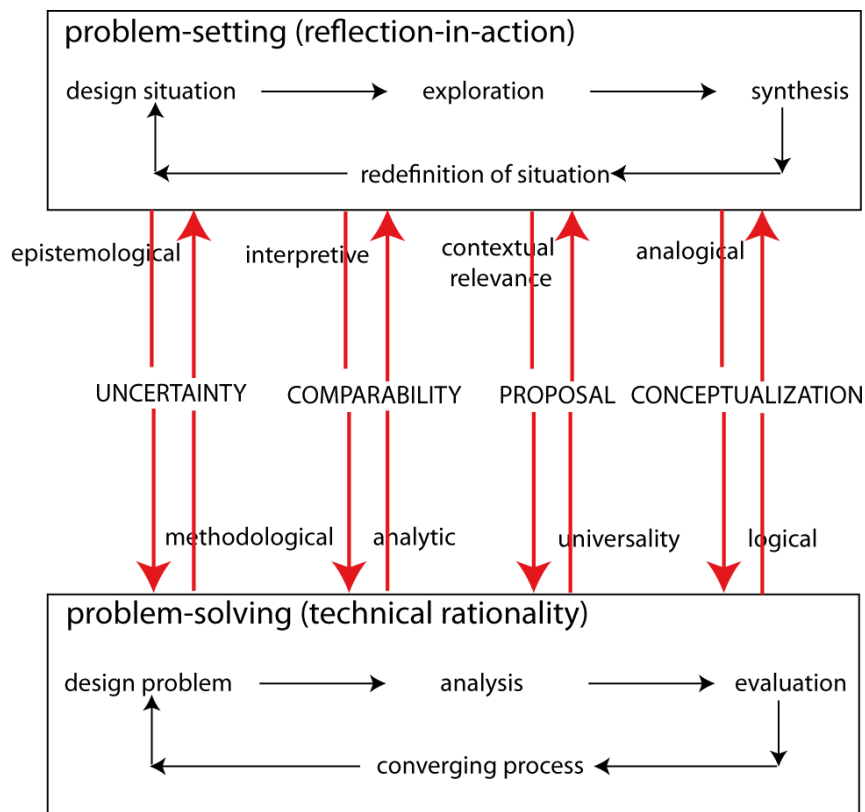 problem-setting (reflection-in-action)
design situation exploration synthesis
redefinition of situation
epistemological interpretive contextual relevance analogical
UNCERTAINTY COMPARABILITY PROPOSAL CONCEPTUALIZATION
methodological analytic universality logical
problem-solving (technical rationality)
design problem analysis evaluation
converging process